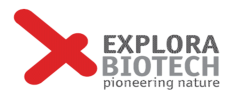 EXPLORA
BIOTECH
pioneering nature